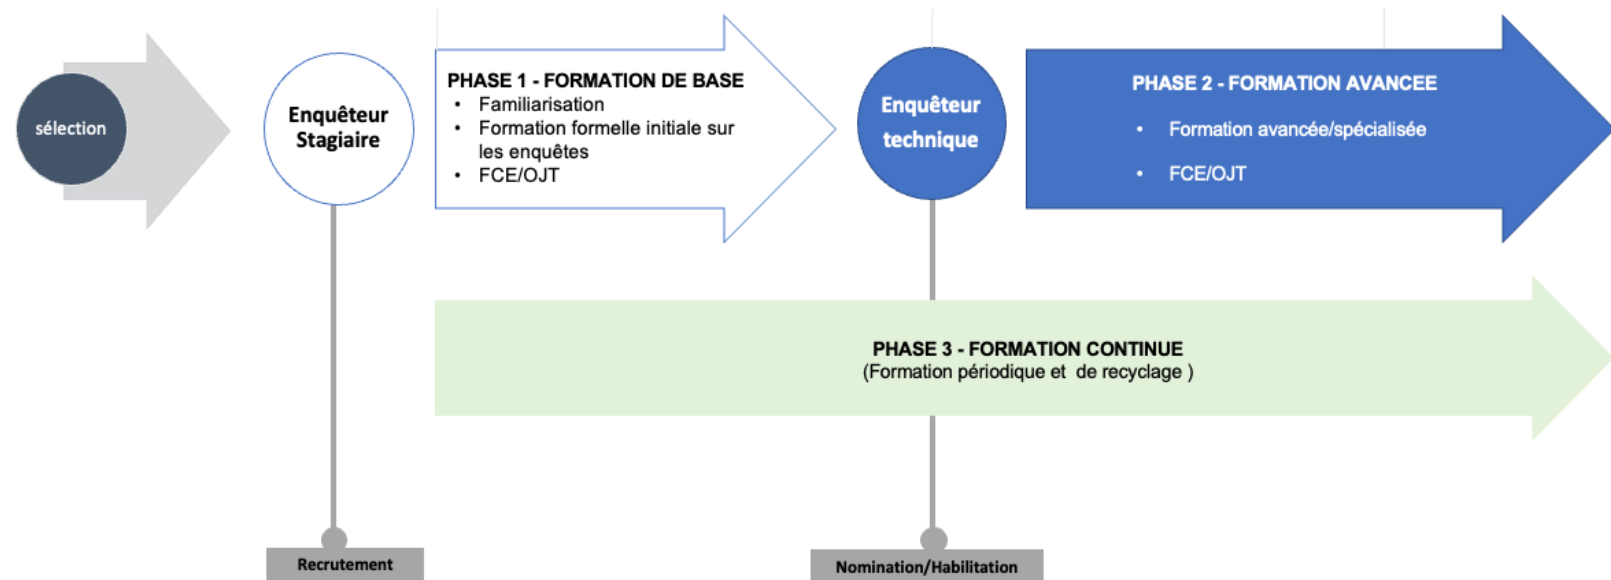 sélection
Enquêteur
Stagiaire
PHASE 1 - FORMATION DE BASE
• Familiarisation
• Formation formelle initiale sur
les enquêtes
• FCE/OJT
Enquêteur
technique
PHASE 2 - FORMATION AVANCEE
• Formation avancée/spécialisée
• FCE/OJT
PHASE 3 - FORMATION CONTINUE
(Formation périodique et de recyclage )
Recrutement
Nomination/Habilitation